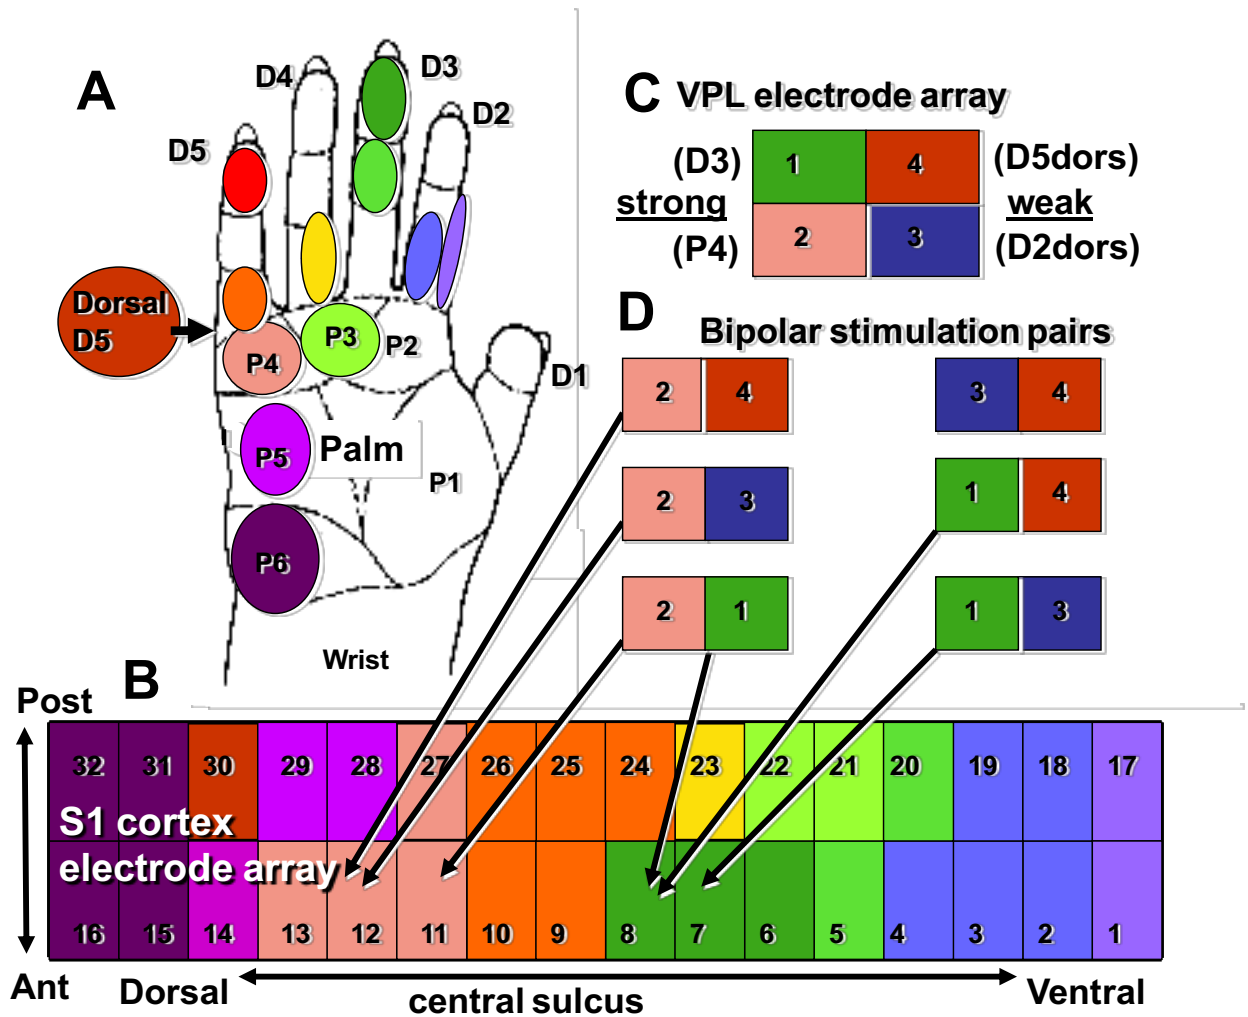 A
D4
D3
D2
D5
Dorsal
D5
P4
P3
P2
D1
P5
Palm
P1
P6
Wrist
C
VPL electrode array
(D3)
1
4
(D5dors)
strong
weak
(P4)
2
3
(D2dors)
D
Bipolar stimulation pairs
2
4
3
4
2
3
1
4
2
1
1
3
B
Post
32
31
30
29
28
27
26
25
24
23
22
21
20
19
18
17
S1 cortex
electrode array
16
15
14
13
12
11
10
9
8
7
6
5
4
3
2
1
Ant
Dorsal
central sulcus
Ventral